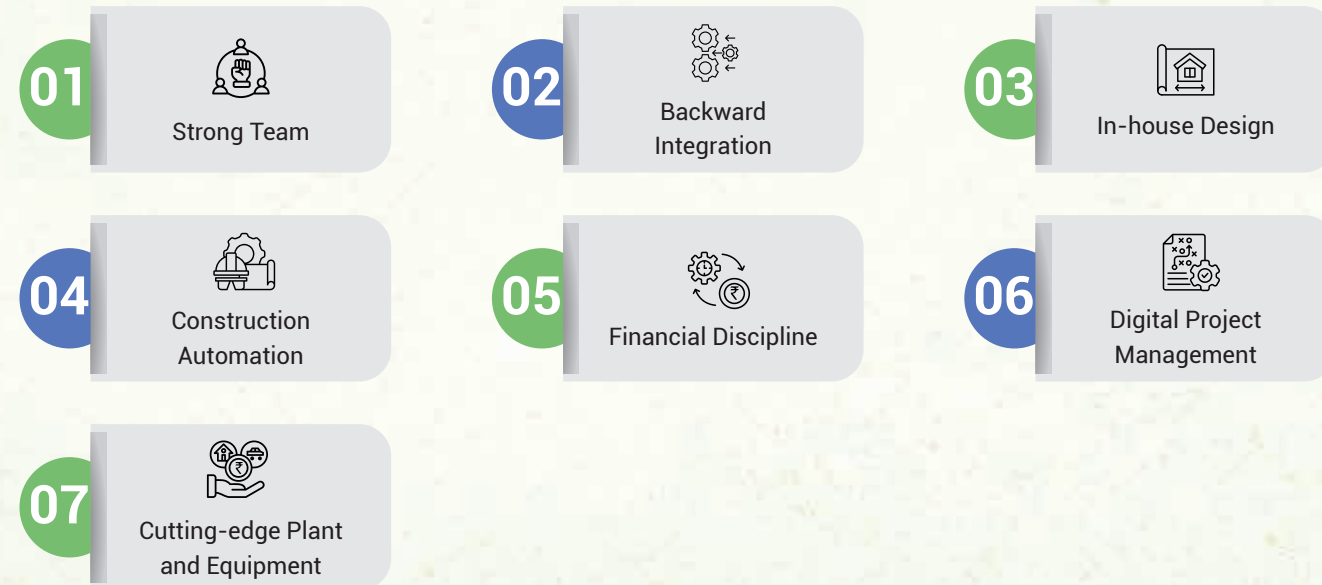 01
Strong Team
02
Backward
Integration
03
In-house Design
04
Construction
Automation
05
Financial Discipline
06
Digital Project
Management
07
Cutting-edge Plant
and Equipment